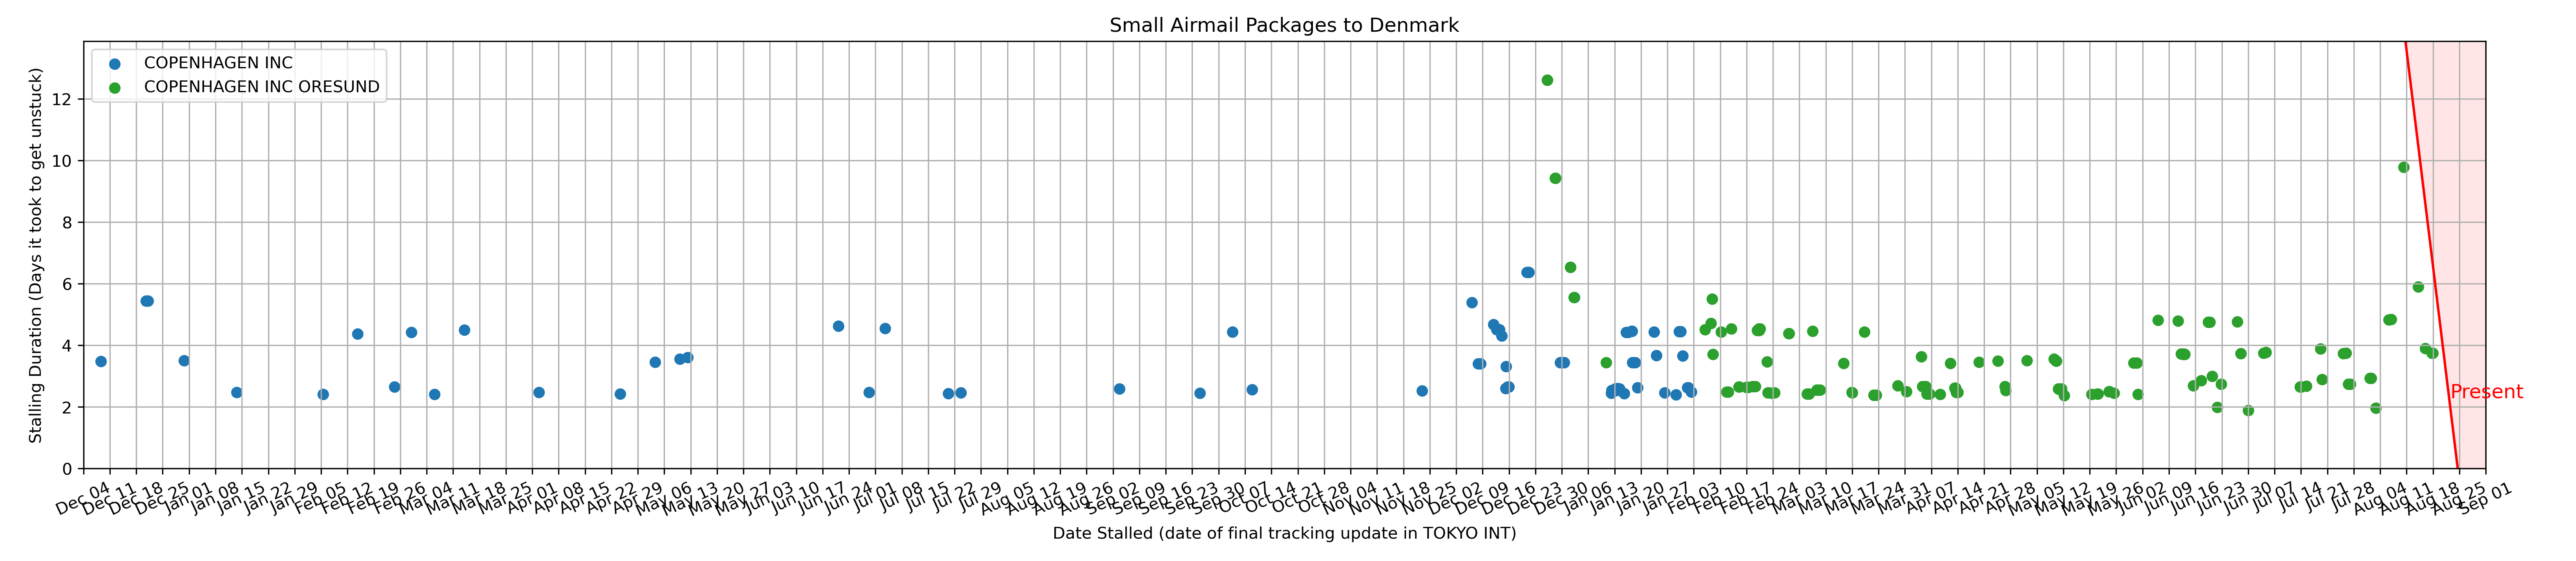 Small Airmail Packages to Denmark
COPENHAGEN INC
COPENHAGEN INC ORESUND
Stalling Duration (Days it took to get unstuck)
12
10
8
6
4
2
0
Present
Dec 04
Dec 11
Dec 18
Dec 25
Jan 01
Jan 08
Jan 15
Jan 22
Jan 29
Feb 05
Feb 12
Feb 19
Feb 26
Mar 04
Mar 11
Mar 18
Mar 25
Apr 01
Apr 08
Apr 15
Apr 22
Apr 29
May 06
May 13
May 20
May 27
Jun 03
Jun 10
Jun 17
Jun 24
Jul 01
Jul 08
Jul 15
Jul 22
Jul 29
Aug 05
Aug 12
Aug 19
Aug 26
Sep 02
Sep 09
Sep 16
Sep 23
Sep 30
Oct 07
Oct 14
Oct 21
Oct 28
Nov 04
Nov 11
Nov 18
Nov 25
Dec 02
Dec 09
Dec 16
Dec 23
Dec 30
Jan 06
Jan 13
Jan 20
Jan 27
Feb 03
Feb 10
Feb 17
Feb 24
Mar 03
Mar 10
Mar 17
Mar 24
Mar 31
Apr 07
Apr 14
Apr 21
Apr 28
May 05
May 12
May 19
May 26
Jun 02
Jun 09
Jun 16
Jun 23
Jun 30
Jul 07
Jul 14
Jul 21
Jul 28
Aug 04
Aug 11
Aug 18
Aug 25
Sep 01
Date Stalled (date of final tracking update in TOKYO INT)